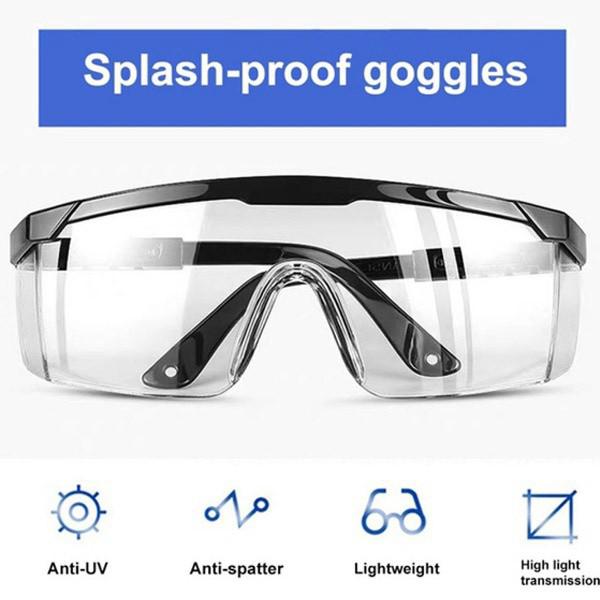 Splash-proof goggles
Anti-UV
Anti-spatter
Lightweight
High light
transmission